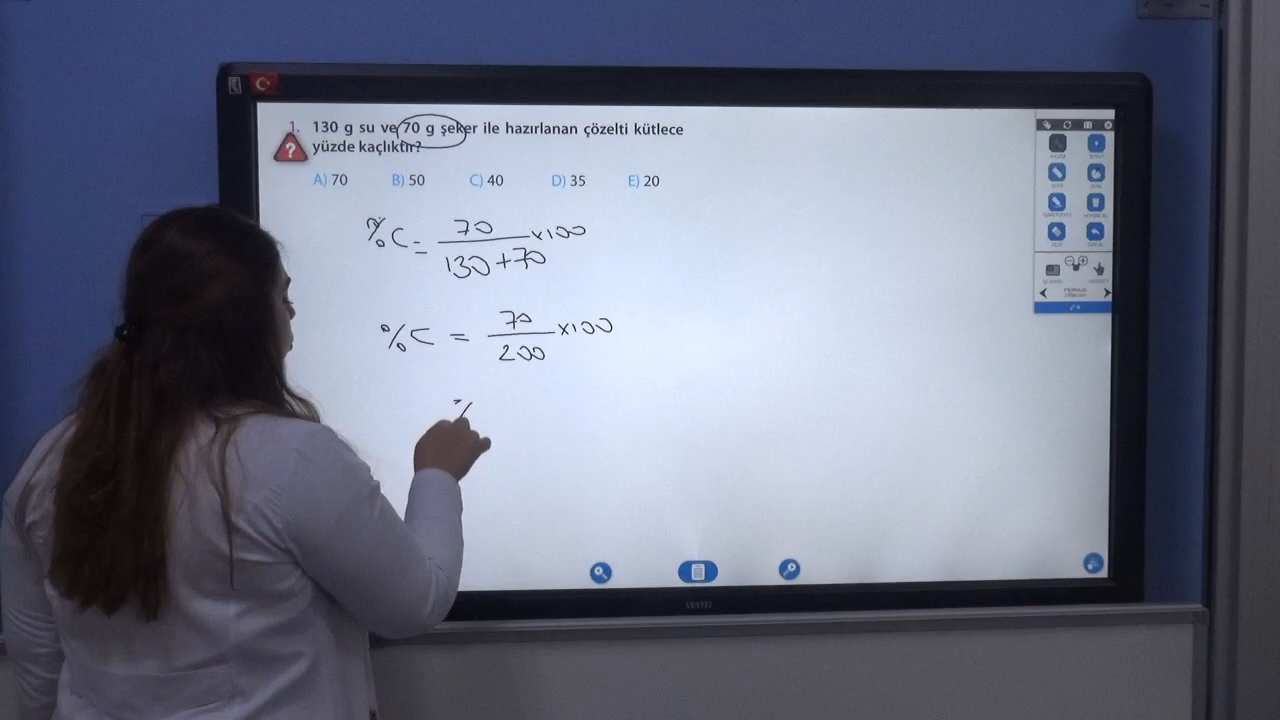 1. 130 g su ve 70 g şeker ile hazırlanan çözelti kütlece
yüzde kaçlıktır?
A) 70 B) 50 C) 40 D) 35 E) 20
%C = 70 / 130+70 x100
%C = 70 / 200 x100
%
VESTEL